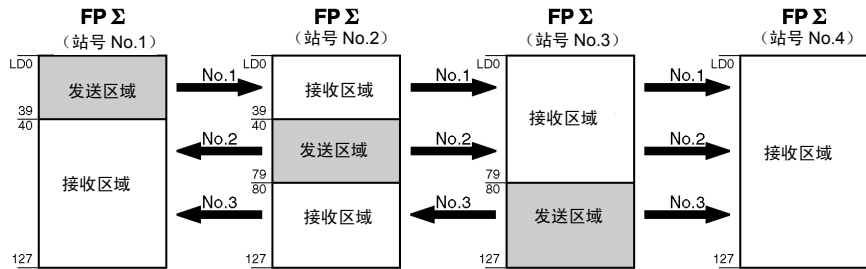 FP Σ FP Σ FP Σ FP Σ
（站号 No.1） （站号 No.2） （站号 No.3） （站号 No.4）
LD0 LD0 LD0 LD0
发送区域 No.1 接收区域 No.1 接收区域 No.1 接收区域
39 39
40 40
接收区域 No.2 发送区域 No.2 No.2
79 79
80 80
No.3 接收区域 No.3 发送区域 No.3
127 127 127 127